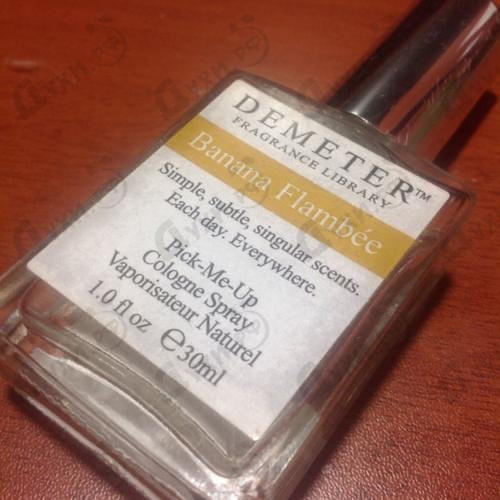 DEMETER™
FRAGRANCE LIBRARY
Banana Flambée
Simple, subtle, singular scents.
Each day. Everywhere.
Pick-Me-Up
Cologne Spray
Vaporisateur Naturel
1.0 fl oz ℮30ml